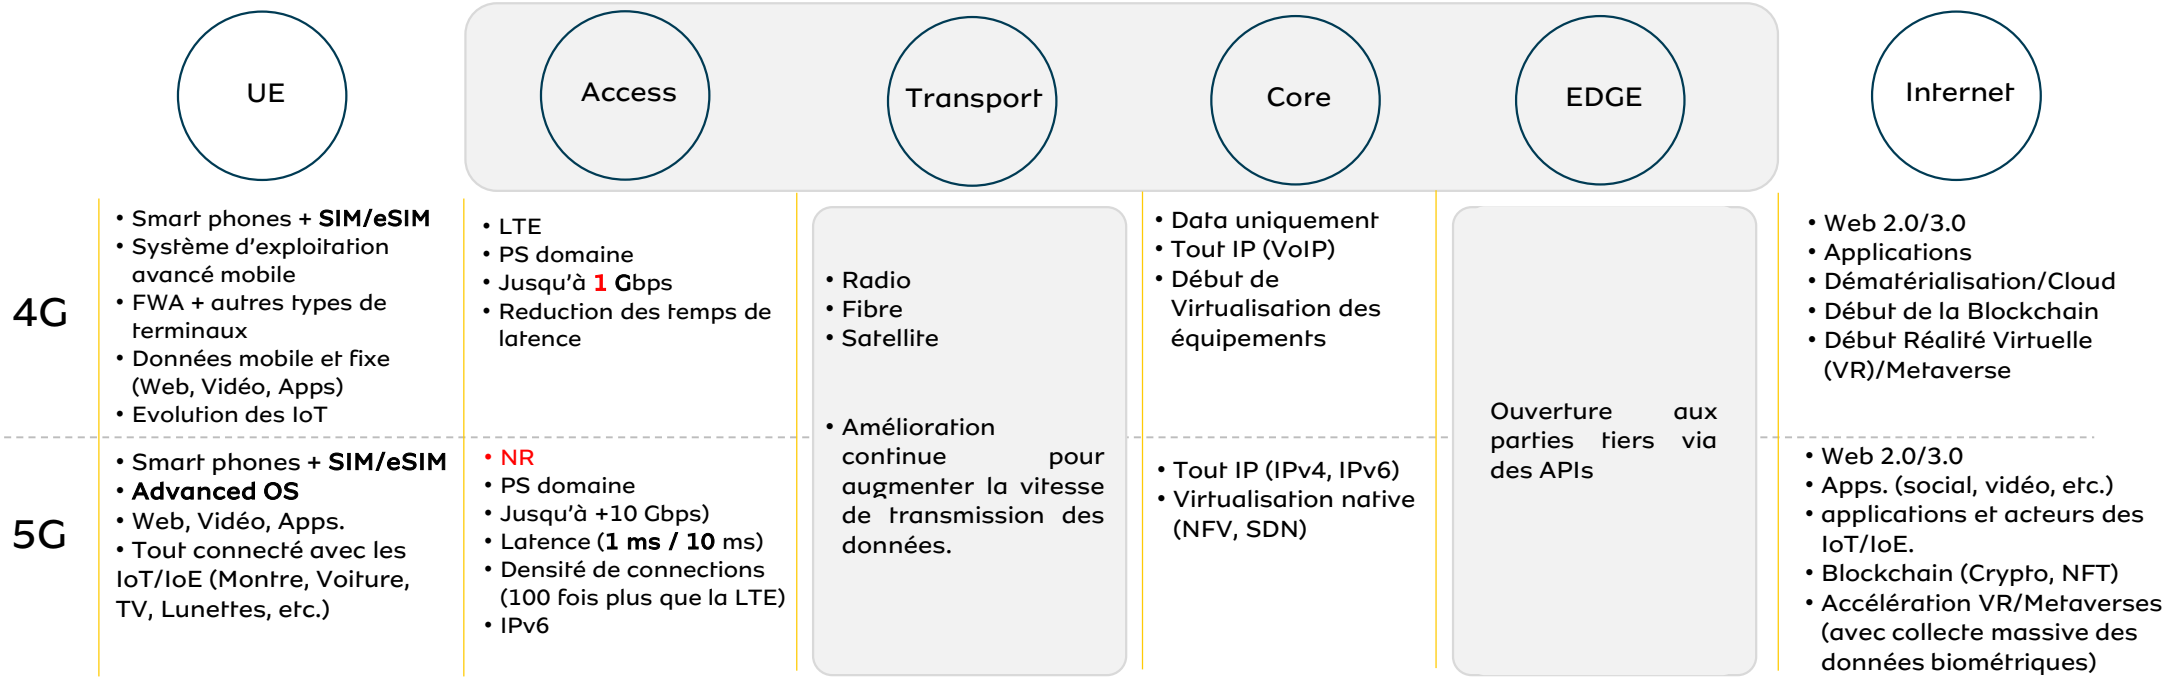 UE
Access
Transport
Core
EDGE
Internet
4G
• Smart phones + SIM/eSIM
• Système d'exploitation
avancé mobile
• FWA + autres types de
terminaux
• Données mobile et fixe
(Web, Vidéo, Apps)
• Evolution des IoT
• LTE
• PS domaine
• Jusqu'à 1 Gbps
• Reduction des temps de
latence
• Radio
• Fibre
• Satellite
• Amélioration
continue pour
augmenter la vitesse
de transmission des
données.
• Data uniquement
• Tout IP (VoIP)
• Début de
Virtualisation des
équipements
Ouverture aux
parties tiers via
des APIs
• Web 2.0/3.0
• Applications
• Dématérialisation/Cloud
• Début de la Blockchain
• Début Réalité Virtuelle
(VR)/Metaverse
5G
• Smart phones + SIM/eSIM
• Advanced OS
• Web, Vidéo, Apps.
• Tout connecté avec les
IoT/IoE (Montre, Voiture,
TV, Lunettes, etc.)
• NR
• PS domaine
• Jusqu'à +10 Gbps)
• Latence (1 ms / 10 ms)
• Densité de connections
(100 fois plus que la LTE)
• IPv6
• Tout IP (IPv4, IPv6)
• Virtualisation native
(NFV, SDN)
• Web 2.0/3.0
• Apps. (social, vidéo, etc.)
• applications et acteurs des
IoT/IoE.
• Blockchain (Crypto, NFT)
• Accélération VR/Metaverses
(avec collecte massive des
données biométriques)